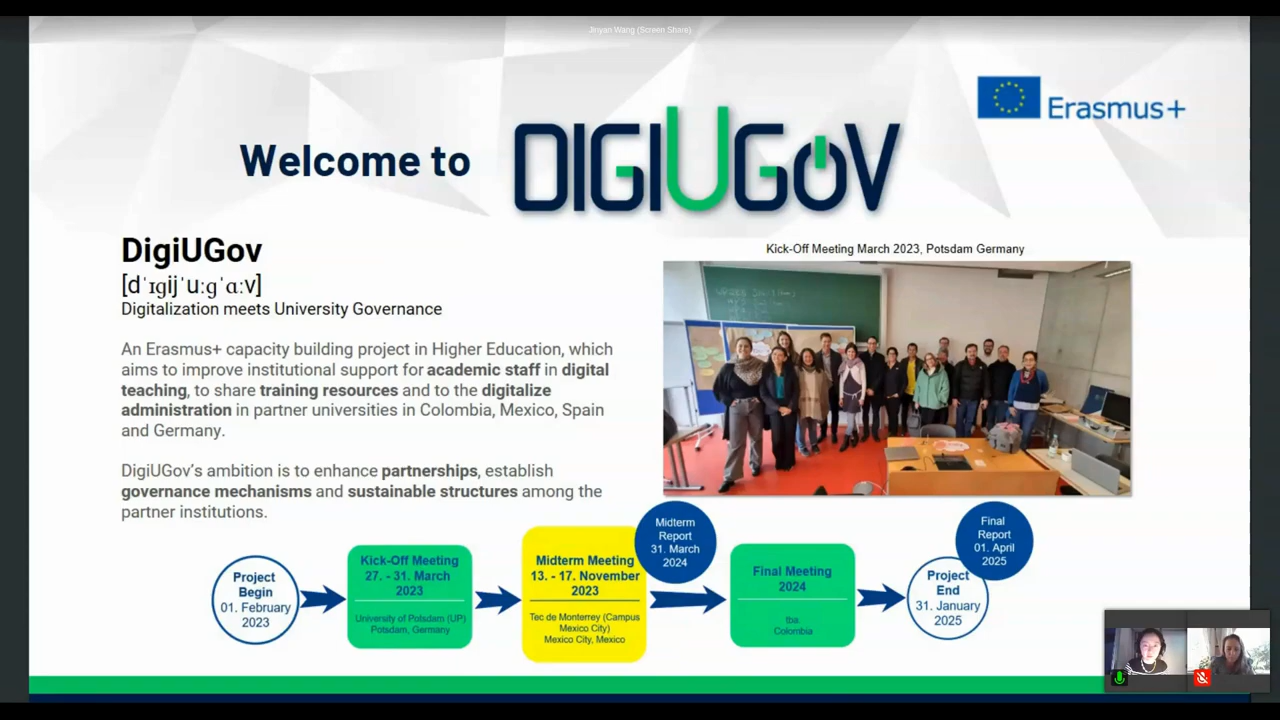 Jinyan Wang (Screen Share)
Erasmus+
Welcome to DIGIUGOV
DigiUGov
[dˈɪɡijˈuːɡˈɑːv]
Digitalization meets University Governance
An Erasmus+ capacity building project in Higher Education, which
aims to improve institutional support for academic staff in digital
teaching, to share training resources and to the digitalize
administration in partner universities in Colombia, Mexico, Spain
and Germany.
DigiUGov's ambition is to enhance partnerships, establish
governance mechanisms and sustainable structures among the
partner institutions.
Kick-Off Meeting March 2023, Potsdam Germany
Project
Begin
01. February
2023
Kick-Off Meeting
27. - 31. March
2023
University of Potsdam (UP)
Potsdam, Germany
Midterm Meeting
13. - 17. November
2023
Tec de Monterrey (Campus
Mexico City)
Mexico City, Mexico
Midterm
Report
31. March
2024
Final Meeting
2024
tba
Colombia
Project
End
31. January
2025
Final
Report
01. April
2025